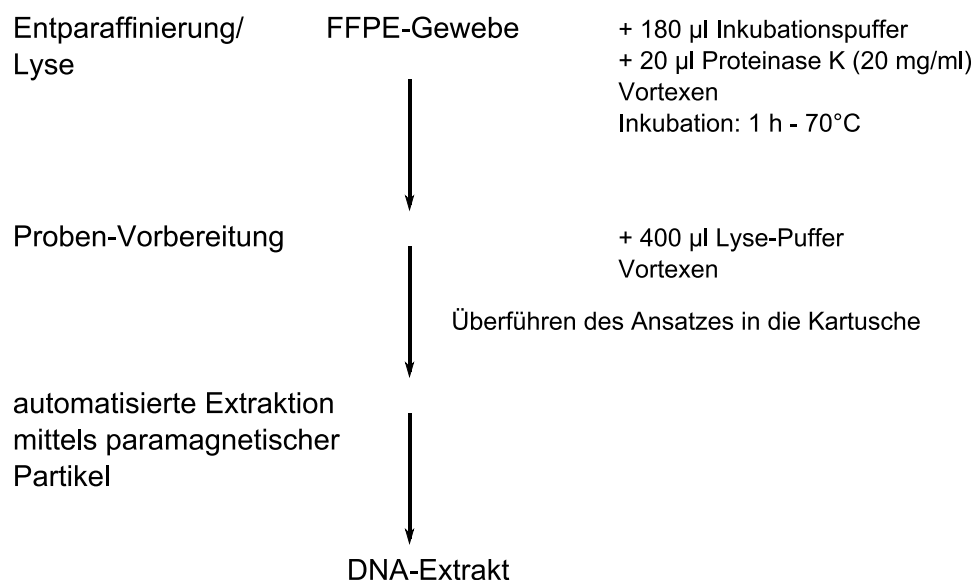 Entparaffinierung/
Lyse
FFPE-Gewebe
+ 180 µl Inkubationspuffer
+ 20 µl Proteinase K (20 mg/ml)
Vortexen
Inkubation: 1 h - 70°C
Proben-Vorbereitung
+ 400 µl Lyse-Puffer
Vortexen
Überführen des Ansatzes in die Kartusche
automatisierte Extraktion
mittels paramagnetischer
Partikel
DNA-Extrakt